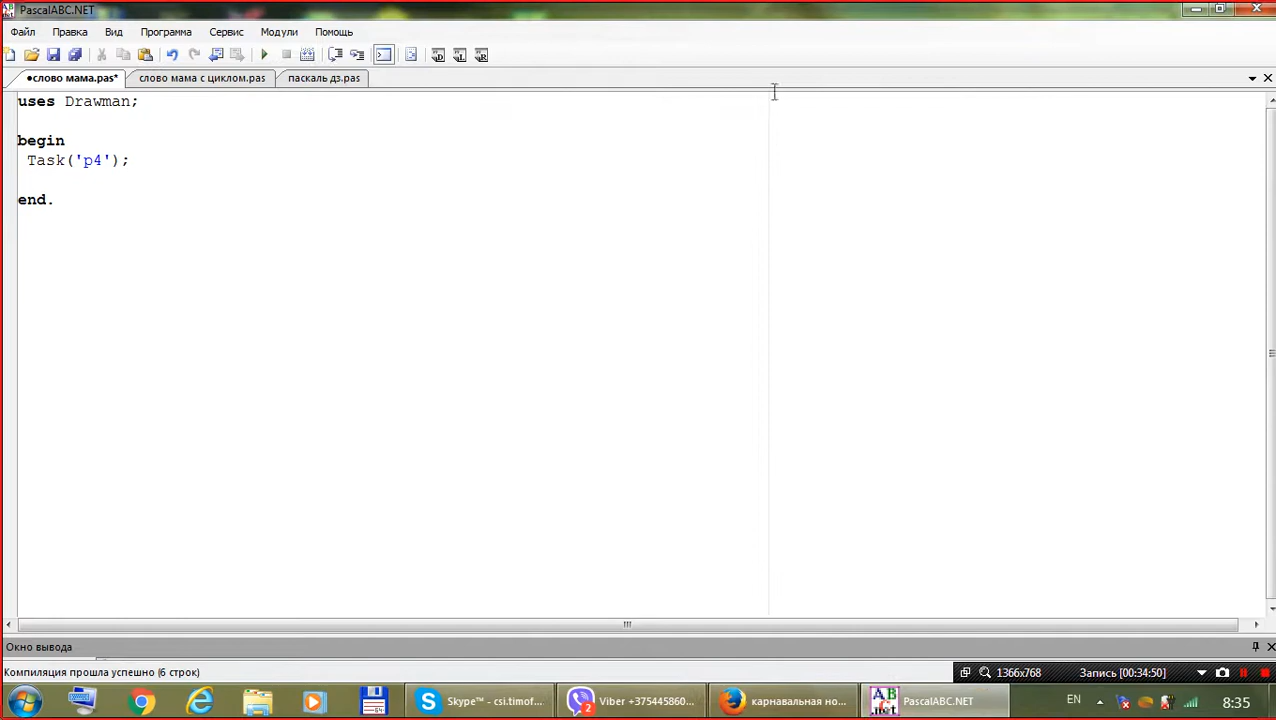 PascalABC.NET
Файл Правка Вид Программа Сервис Модули Помощь
•слово мама.pas* слово мама с циклом.pas паскаль дз.pas
uses Drawman;
begin
Task('p4');
end.
Окно вывода
Компиляция прошла успешно (6 строк) 1366x768 Запись [00:34:50]
Skype™ - csi.timof... Viber +375445860... карнавальная но... PascalABC.NET EN 8:35